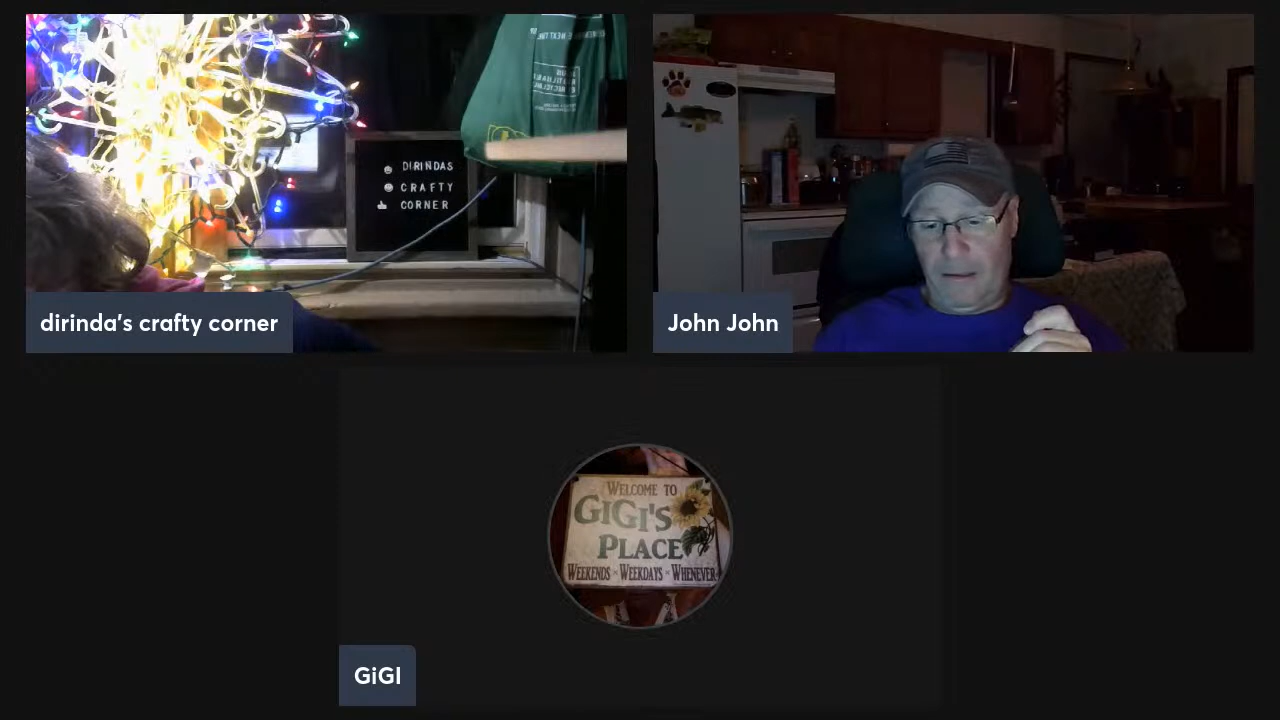 DIRINDAS
CRAFTY
CORNER
dirinda's crafty corner
John John
WELCOME TO
GIGI'S
PLACE
WEEKENDS · WEEKDAYS · WHENEVER
GiGI